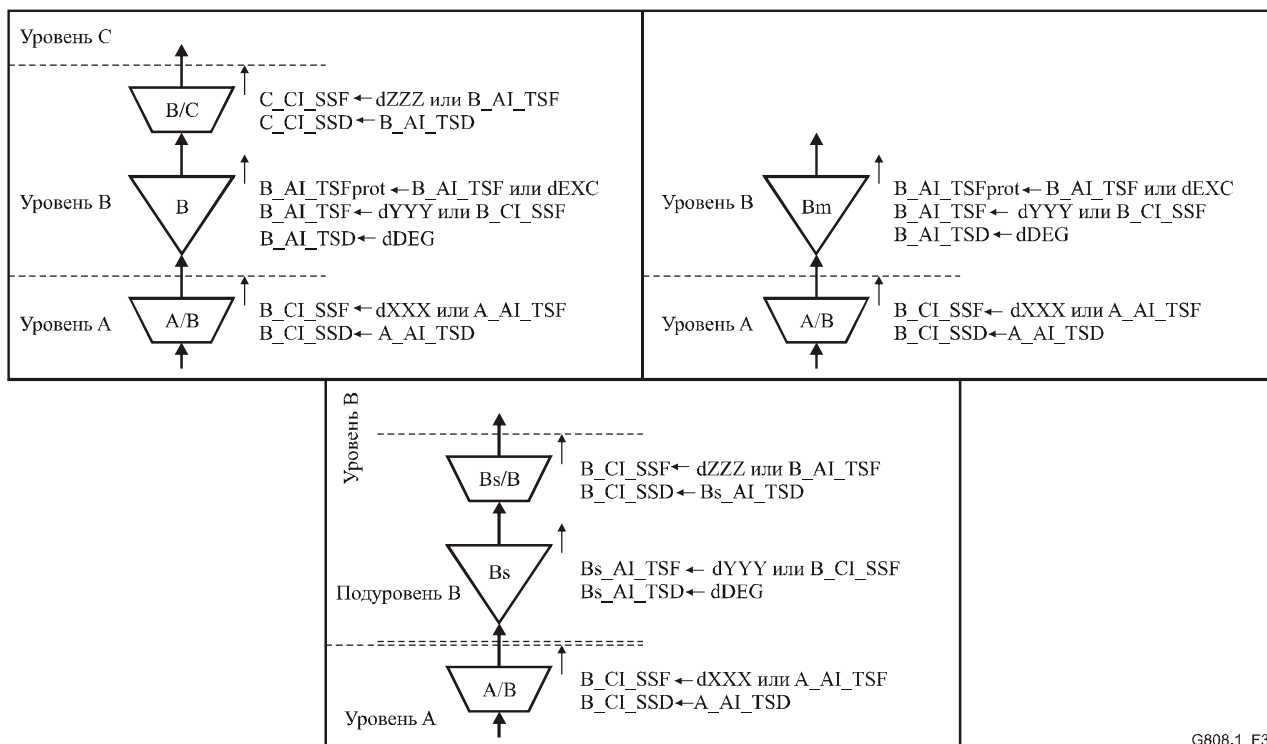 Уровень C
B/C
C_CI_SSF ← dZZZ или B_AI_TSF
C_CI_SSD ← B_AI_TSD
Уровень B
B
B_AI_TSFprot ← B_AI_TSF или dEXC
B_AI_TSF ← dYYY или B_CI_SSF
B_AI_TSD ← dDEG
Уровень A
A/B
B_CI_SSF ← dXXX или A_AI_TSF
B_CI_SSD ← A_AI_TSD
Уровень B
Bm
B_AI_TSFprot ← B_AI_TSF или dEXC
B_AI_TSF ← dYYY или B_CI_SSF
B_AI_TSD ← dDEG
Уровень A
A/B
B_CI_SSF ← dXXX или A_AI_TSF
B_CI_SSD ← A_AI_TSD
Уровень B
Bs/B
B_CI_SSF ← dZZZ или B_AI_TSF
B_CI_SSD ← Bs_AI_TSD
Подуровень B
Bs
Bs_AI_TSF ← dYYY или B_CI_SSF
Bs_AI_TSD ← dDEG
Уровень A
A/B
B_CI_SSF ← dXXX или A_AI_TSF
B_CI_SSD ← A_AI_TSD
G808.1_F3